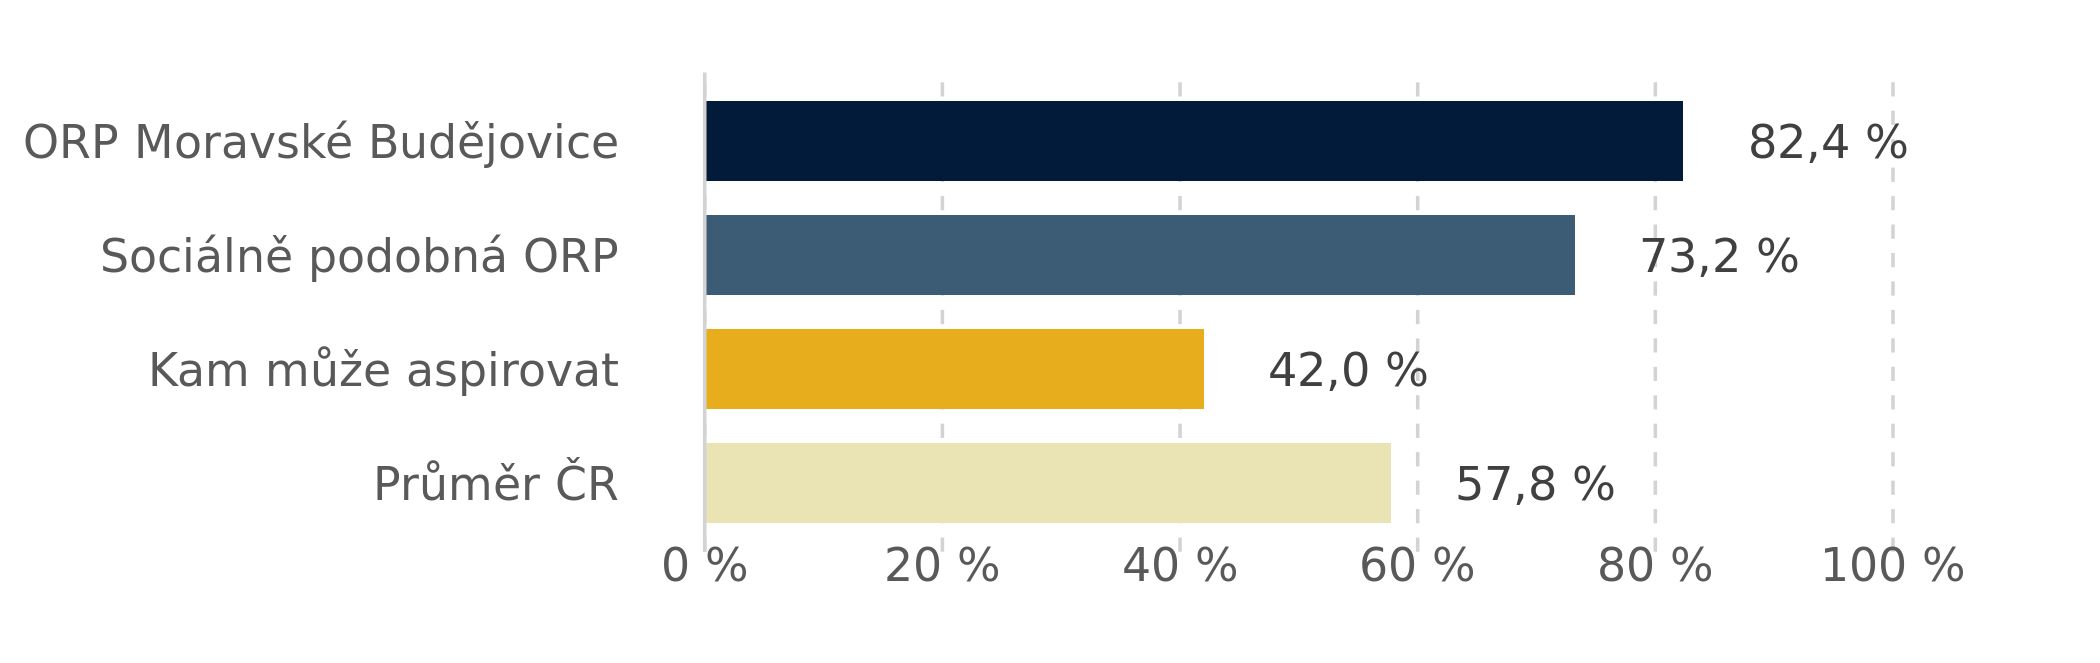 ORP Moravské Budějovice 82,4 %
Sociálně podobná ORP 73,2 %
Kam může aspirovat 42,0 %
Průměr ČR 57,8 %
0 % 20 % 40 % 60 % 80 % 100 %